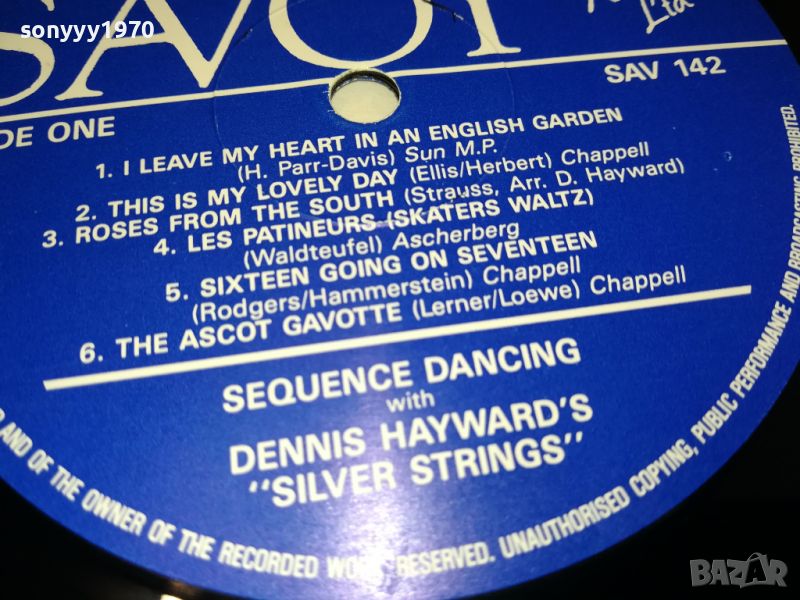 sonyyy1970
SAVOY
Ltd
SAV 142
DE ONE
1. I LEAVE MY HEART IN AN ENGLISH GARDEN
(H. Parr-Davis) Sun M.P.
2. THIS IS MY LOVELY DAY (Ellis/Herbert) Chappell
3. ROSES FROM THE SOUTH (Strauss, Arr. D. Hayward)
4. LES PATINEURS (SKATERS WALTZ)
(Waldteufel) Ascherberg
5. SIXTEEN GOING ON SEVENTEEN
(Rodgers/Hammerstein) Chappell
6. THE ASCOT GAVOTTE (Lerner/Loewe) Chappell
SEQUENCE DANCING
with
DENNIS HAYWARD'S
"SILVER STRINGS"
AND OF THE OWNER OF THE RECORDED WORK RESERVED. UNAUTHORISED COPYING, PUBLIC PERFORMANCE AND BROADCASTING PROHIBITED.
BAZAR